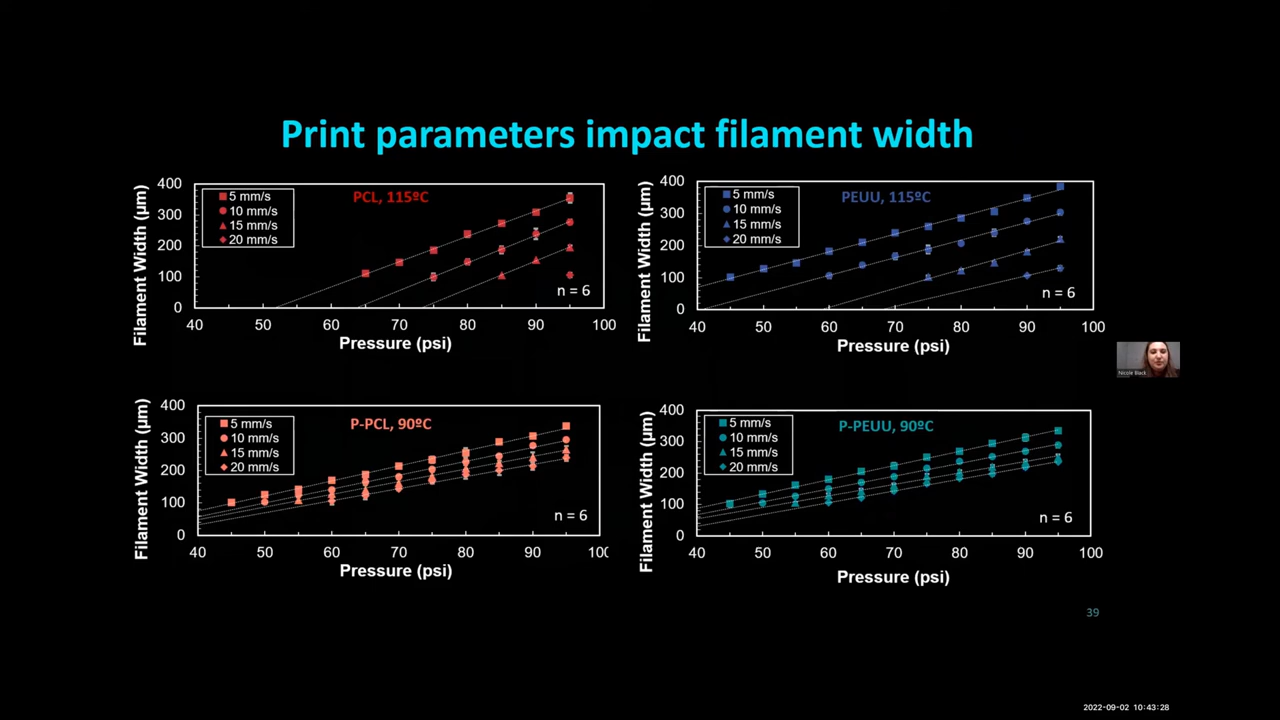 Print parameters impact filament width
400
300
200
100
0
Filament Width (µm)
5 mm/s
10 mm/s
15 mm/s
20 mm/s
PCL, 115ºC
n = 6
40 50 60 70 80 90 100
Pressure (psi)
400
300
200
100
0
Filament Width (µm)
5 mm/s
10 mm/s
15 mm/s
20 mm/s
PEUU, 115ºC
n = 6
40 50 60 70 80 90 100
Pressure (psi)
Nicole Black
400
300
200
100
0
Filament Width (µm)
5 mm/s
10 mm/s
15 mm/s
20 mm/s
P-PCL, 90ºC
n = 6
40 50 60 70 80 90 100
Pressure (psi)
400
300
200
100
0
Filament Width (µm)
5 mm/s
10 mm/s
15 mm/s
20 mm/s
P-PEUU, 90ºC
n = 6
40 50 60 70 80 90 100
Pressure (psi)
39
2022-09-02 10:43:28